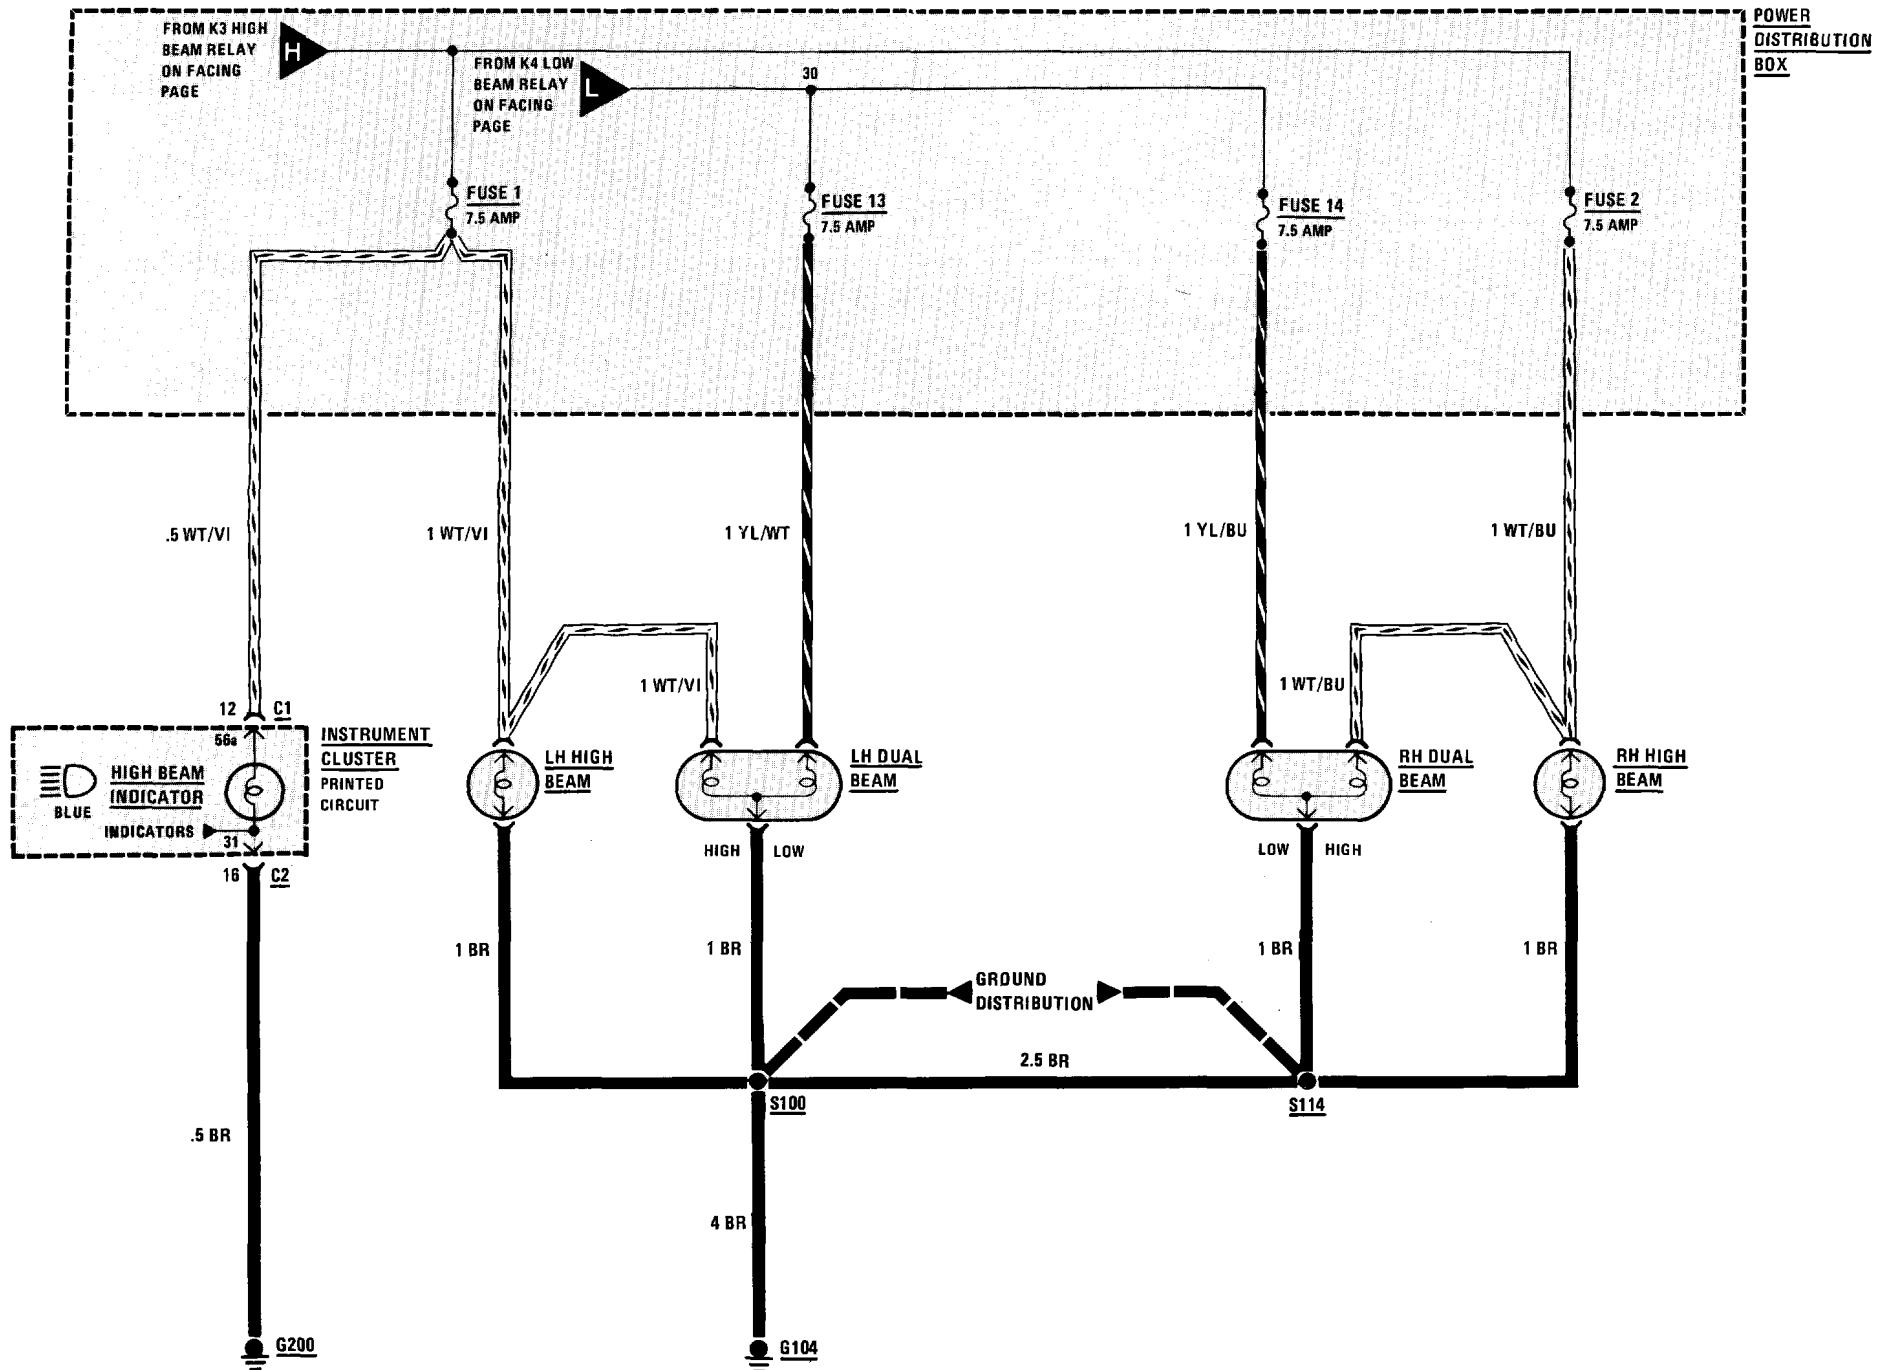 FROM K3 HIGH
BEAM RELAY
ON FACING
PAGE
H
FROM K4 LOW
BEAM RELAY
ON FACING
PAGE
L
30
POWER
DISTRIBUTION
BOX
FUSE 1
7.5 AMP
FUSE 13
7.5 AMP
FUSE 14
7.5 AMP
FUSE 2
7.5 AMP
.5 WT/VI
1 WT/VI
1 YL/WT
1 YL/BU
1 WT/BU
1 WT/VI
1 WT/BU
12
C1
56a
INSTRUMENT
CLUSTER
PRINTED
CIRCUIT
HIGH BEAM
INDICATOR
BLUE
INDICATORS
31
16
C2
LH HIGH
BEAM
LH DUAL
BEAM
RH DUAL
BEAM
RH HIGH
BEAM
HIGH
LOW
LOW
HIGH
1 BR
1 BR
1 BR
1 BR
GROUND
DISTRIBUTION
2.5 BR
S100
S114
.5 BR
4 BR
G200
G104